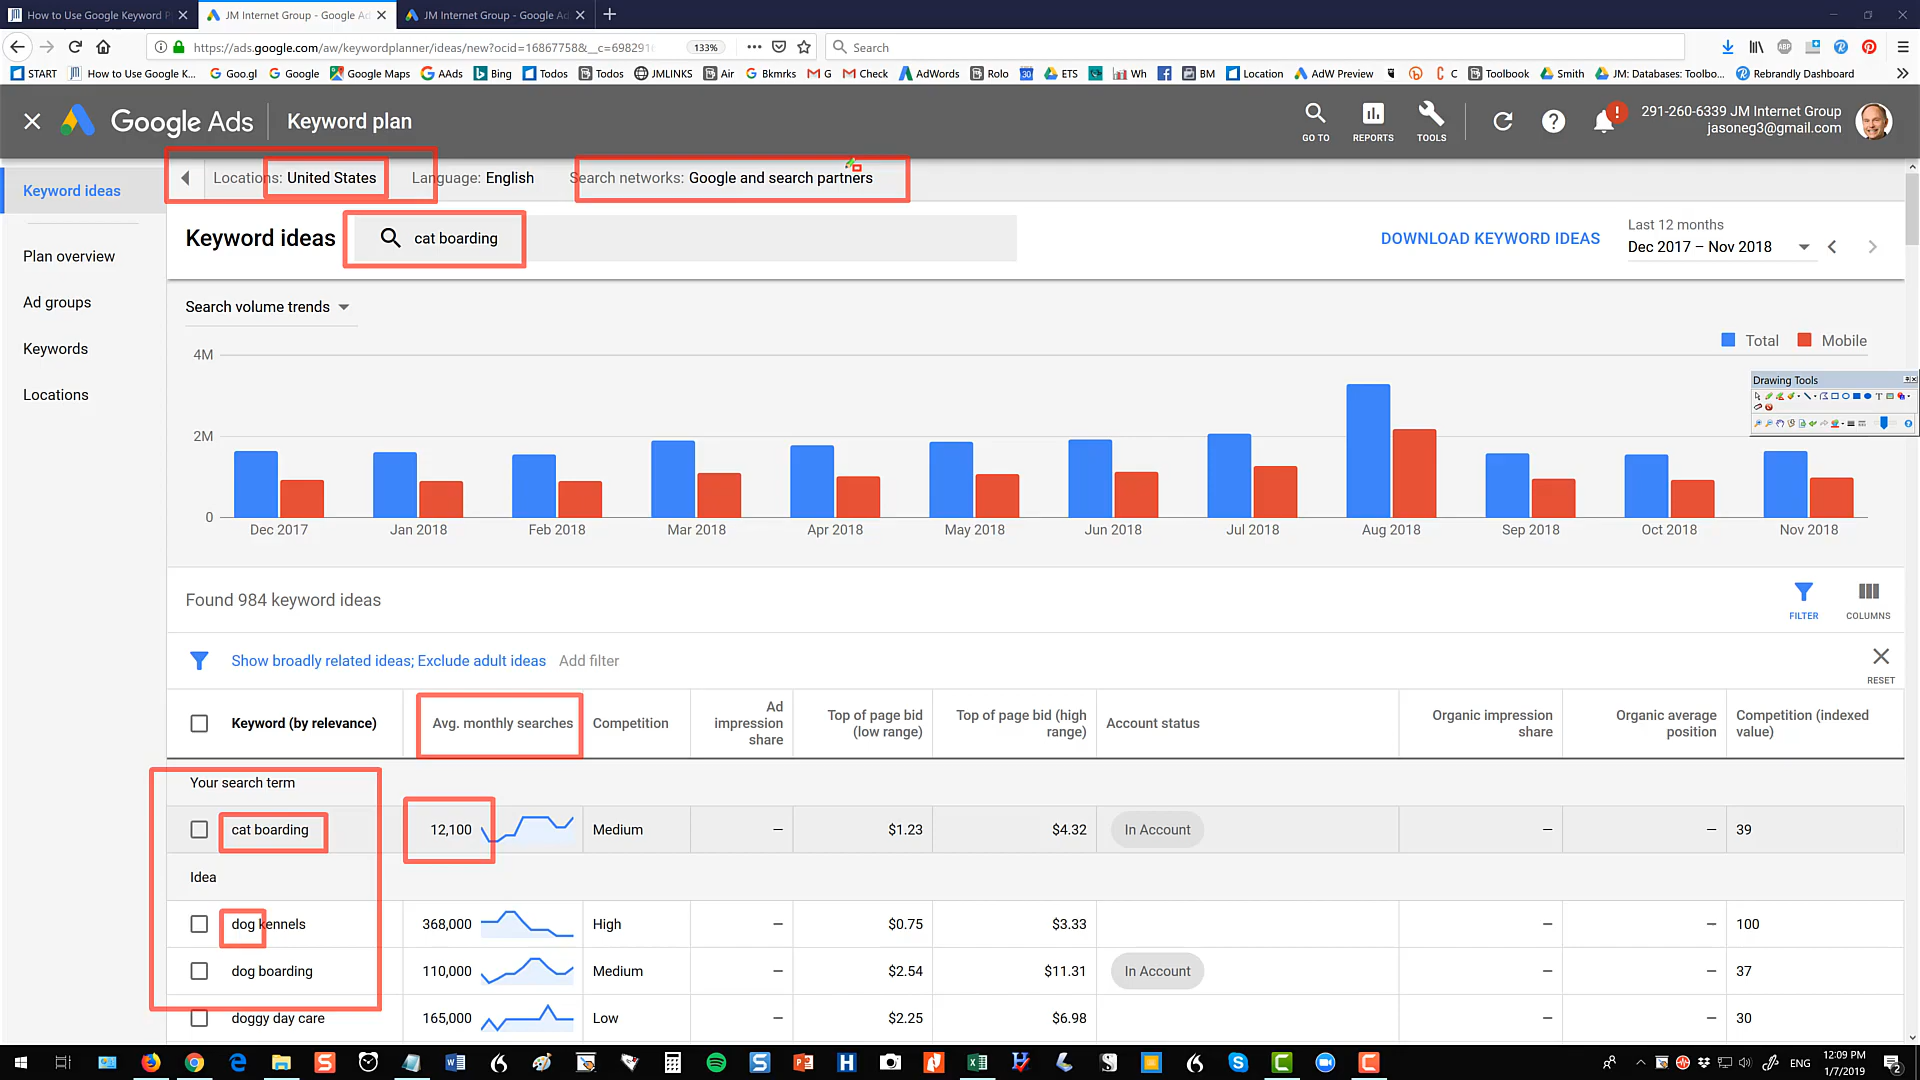 How to Use Google Keyword P
JM Internet Group - Google Ad
JM Internet Group - Google Ad
https://ads.google.com/aw/keywordplanner/ideas/new?ocid=16867758&__c=69829
133%
Search
START
How to Use Google K...
Goo.gl
Google
Google Maps
AAds
Bing
Todos
Todos
JMLINKS
Air
Bkmrks
G
Check
AdWords
Rolo
ETS
Wh
BM
Location
AdW Preview
C
Toolbook
Smith
JM: Databases: Toolbo...
Rebrandly Dashboard
Google Ads
Keyword plan
GO TO
REPORTS
TOOLS
291-260-6339 JM Internet Group
jasoneg3@gmail.com
Keyword ideas
Plan overview
Ad groups
Keywords
Locations
Locations: United States
Language: English
Search networks: Google and search partners
Keyword ideas
cat boarding
DOWNLOAD KEYWORD IDEAS
Last 12 months
Dec 2017 – Nov 2018
Search volume trends
Total
Mobile
4M
2M
0
Dec 2017
Jan 2018
Feb 2018
Mar 2018
Apr 2018
May 2018
Jun 2018
Jul 2018
Aug 2018
Sep 2018
Oct 2018
Nov 2018
Drawing Tools
Found 984 keyword ideas
FILTER
COLUMNS
Show broadly related ideas; Exclude adult ideas
Add filter
RESET
Keyword (by relevance)
Avg. monthly searches
Competition
Ad impression share
Top of page bid (low range)
Top of page bid (high range)
Account status
Organic impression share
Organic average position
Competition (indexed value)
Your search term
cat boarding 12,100 Medium – $1.23 $4.32 In Account – – 39
Idea
dog kennels 368,000 High – $0.75 $3.33 – – 100
dog boarding 110,000 Medium – $2.54 $11.31 In Account – – 37
doggy day care 165,000 Low – $2.25 $6.98 – – 30
ENG
12:09 PM
1/7/2019
2